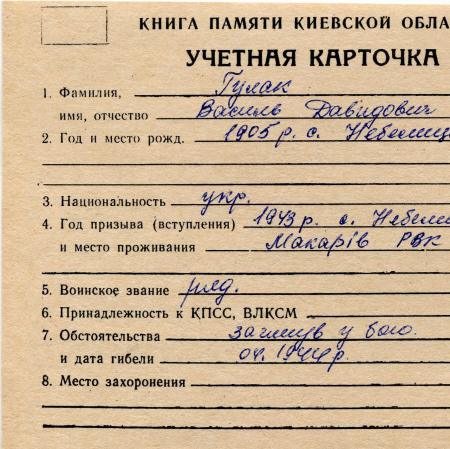 КНИГА ПАМЯТИ КИЕВСКОЙ ОБЛА
УЧЕТНАЯ КАРТОЧКА
1. Фамилия, Гулак
имя, отчество Василь Давидович
2. Год и место рожд. 1905 р. с. Небелиц
3. Национальность укр.
4. Год призыва (вступления) 1943 р. с. Небели
и место проживания Макарів РВК
5. Воинское звание ряд.
6. Принадлежность к КПСС, ВЛКСМ
7. Обстоятельства загинув у бою.
и дата гибели 04. 1944 р.
8. Место захоронения